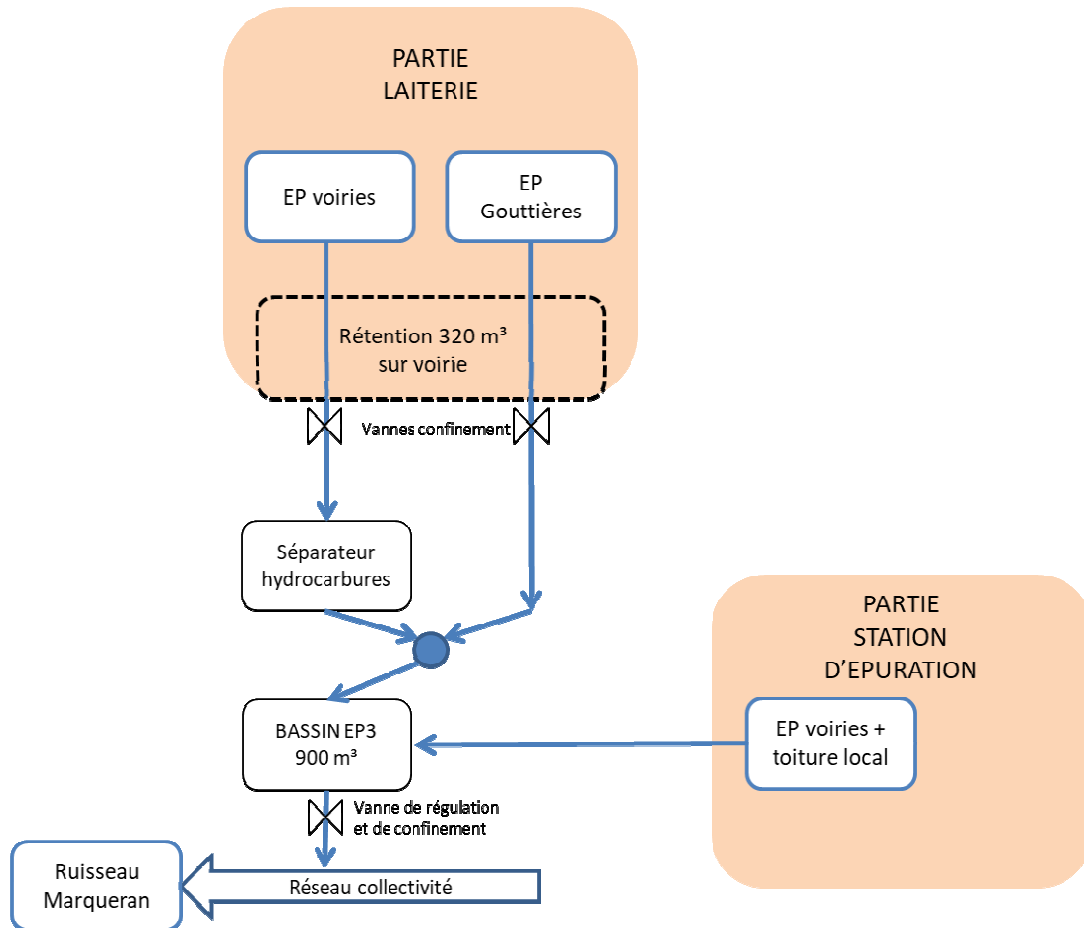 PARTIE
LAITERIE
EP voiries
EP
Gouttières
Rétention 320 m³
sur voirie
Vannes confinement
Séparateur
hydrocarbures
PARTIE
STATION
D'EPURATION
EP voiries +
toiture local
BASSIN EP3
900 m³
Vanre de régulation
et de confinement
Réseau collectivité
Ruisseau
Marqueran